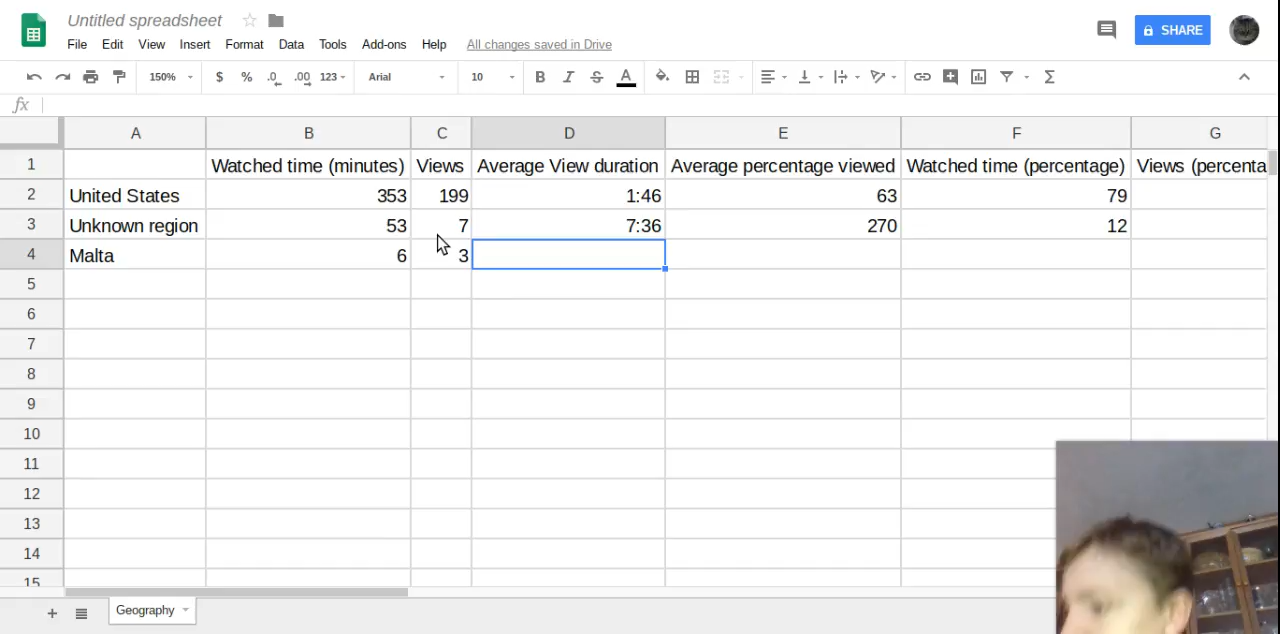 Untitled spreadsheet
File Edit View Insert Format Data Tools Add-ons Help All changes saved in Drive
SHARE
150% $ % .0 .00 123 Arial 10 B I S A Σ
fx
A B C D E F G
1 Watched time (minutes) Views Average View duration Average percentage viewed Watched time (percentage) Views (percenta
2 United States 353 199 1:46 63 79
3 Unknown region 53 7 7:36 270 12
4 Malta 6 3
5
6
7
8
9
10
11
12
13
14
15
+ Geography